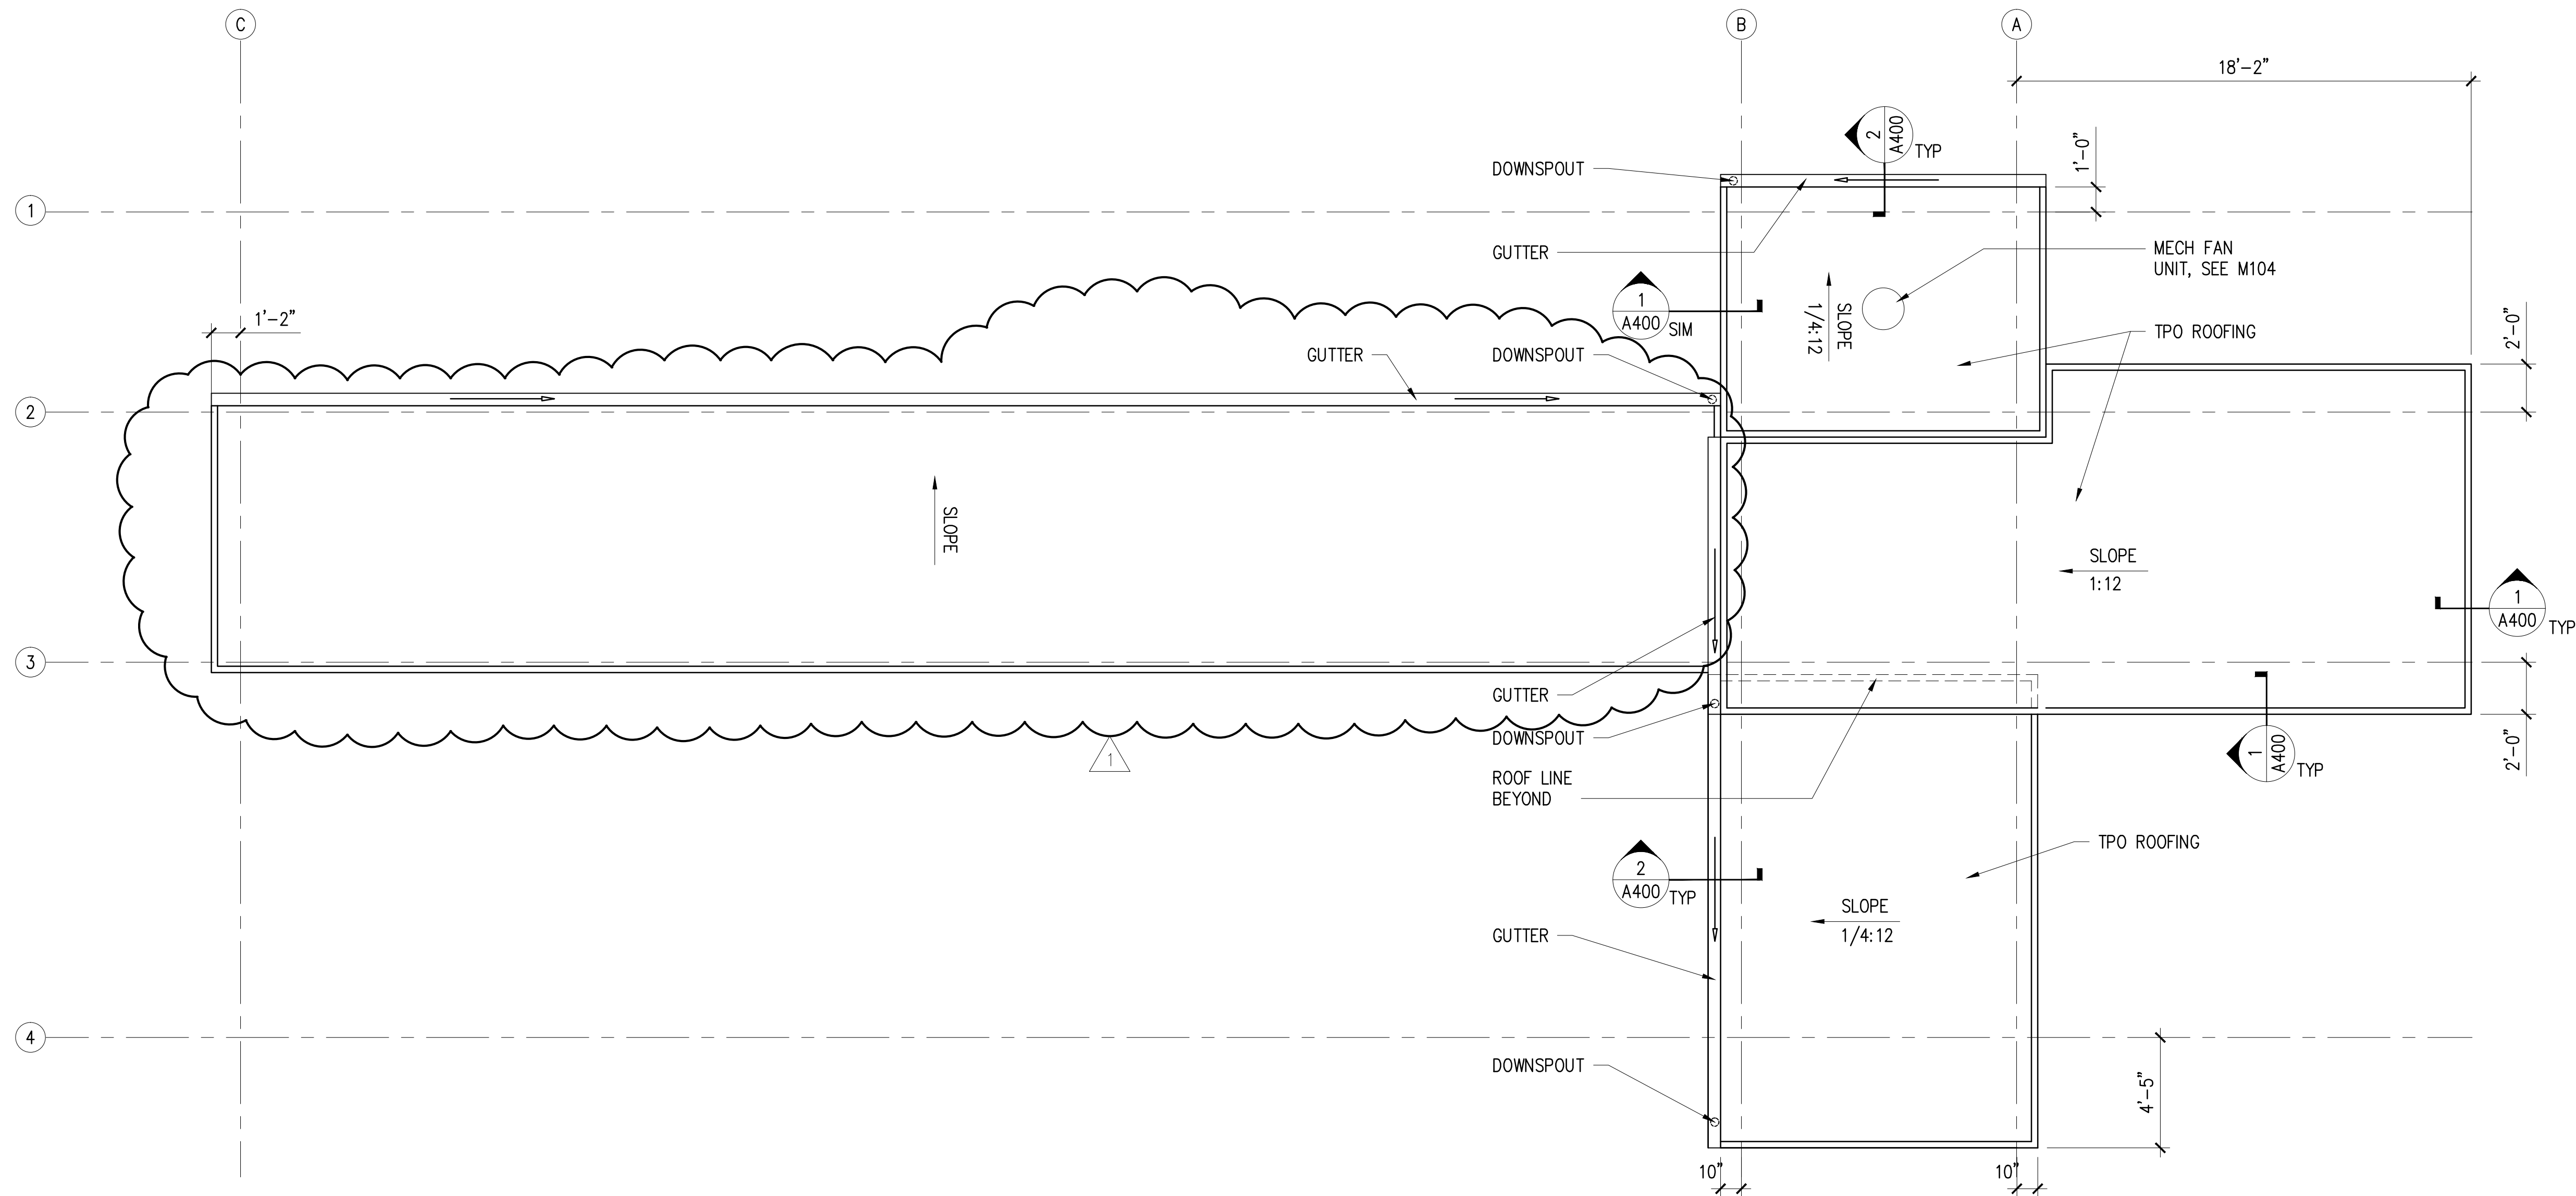 C
B
A
18'-2"
2
A400
TYP
1'-0"
DOWNSPOUT
1
GUTTER
MECH FAN
UNIT, SEE M104
1
A400
SIM
SLOPE
1/4:12
1'-2"
TPO ROOFING
2'-0"
GUTTER
DOWNSPOUT
2
SLOPE
SLOPE
1:12
1
A400
TYP
3
GUTTER
DOWNSPOUT
1
1
A400
TYP
2'-0"
ROOF LINE
BEYOND
TPO ROOFING
2
A400
TYP
SLOPE
1/4:12
GUTTER
4
DOWNSPOUT
4'-5"
10"
10"